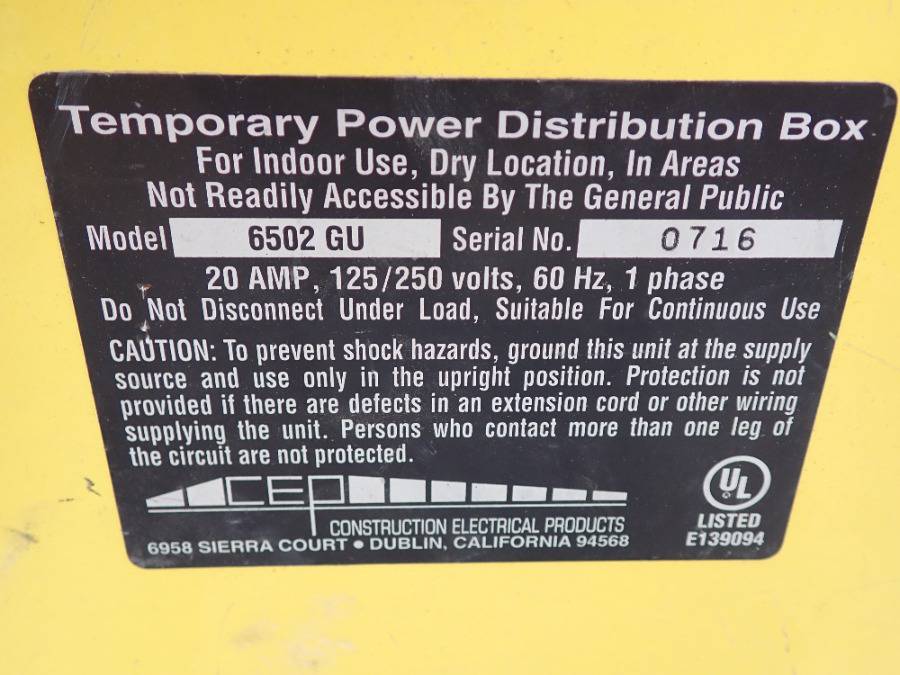 Temporary Power Distribution Box
For Indoor Use, Dry Location, In Areas
Not Readily Accessible By The General Public
Model 6502 GU Serial No. 0716
20 AMP, 125/250 volts, 60 Hz, 1 phase
Do Not Disconnect Under Load, Suitable For Continuous Use
CAUTION: To prevent shock hazards, ground this unit at the supply
source and use only in the upright position. Protection is not
provided if there are defects in an extension cord or other wiring
supplying the unit. Persons who contact more than one leg of
the circuit are not protected.
CEP
CONSTRUCTION ELECTRICAL PRODUCTS
6958 SIERRA COURT • DUBLIN, CALIFORNIA 94568
UL
LISTED
E139094